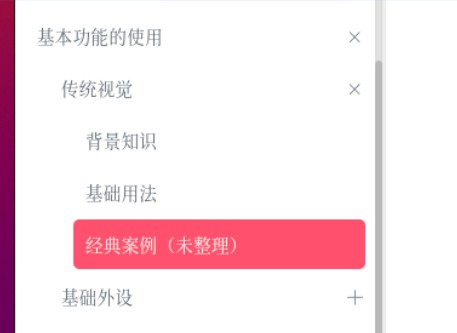 基本功能的使用
传统视觉
背景知识
基础用法
经典案例（未整理）
基础外设